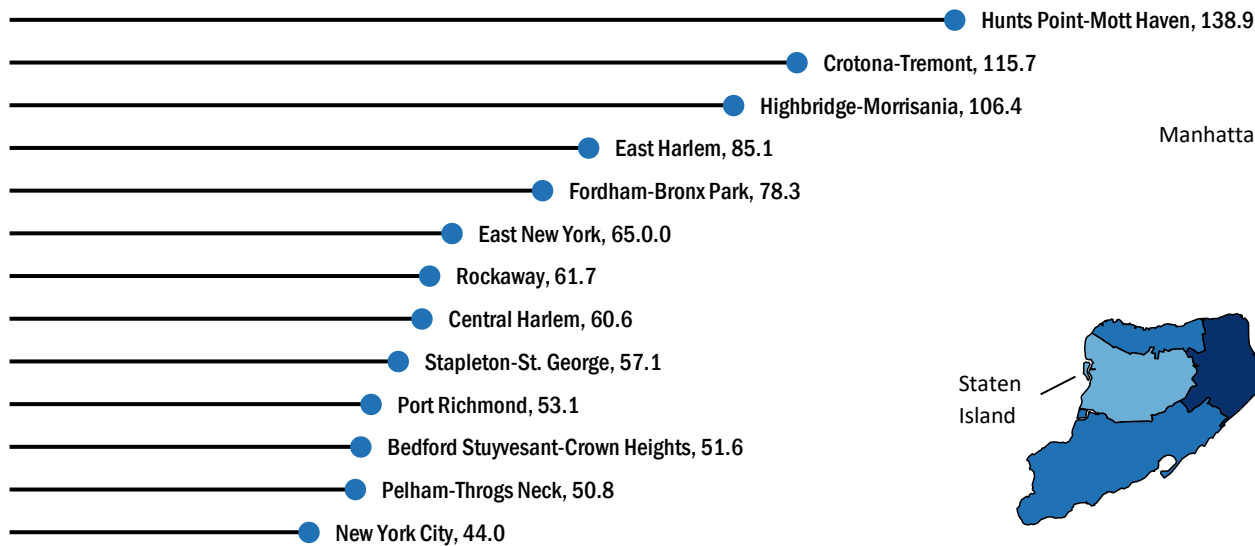 Hunts Point-Mott Haven, 138.9
Crotona-Tremont, 115.7
Highbridge-Morrisania, 106.4
Manhatta
East Harlem, 85.1
Fordham-Bronx Park, 78.3
East New York, 65.0.0
Rockaway, 61.7
Central Harlem, 60.6
Stapleton-St. George, 57.1
Staten
Island
Port Richmond, 53.1
Bedford Stuyvesant-Crown Heights, 51.6
Pelham-Throgs Neck, 50.8
New York City, 44.0